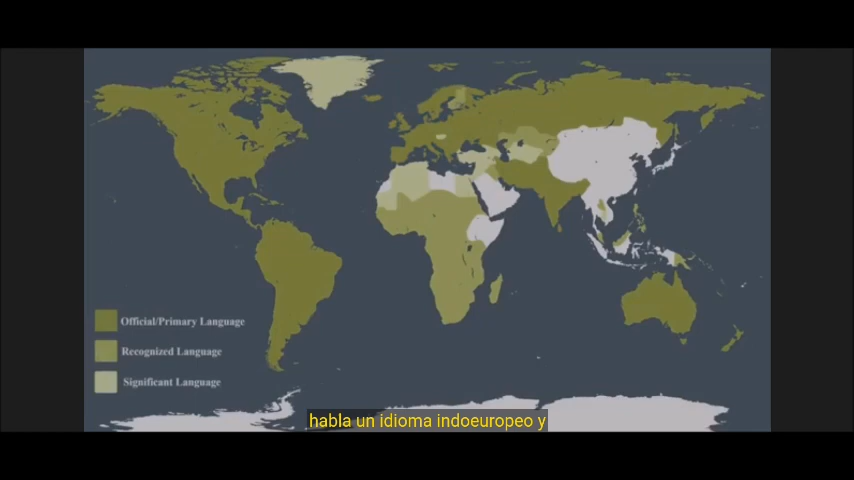 Official/Primary Language
Recognized Language
Significant Language
habla un idioma indoeuropeo y